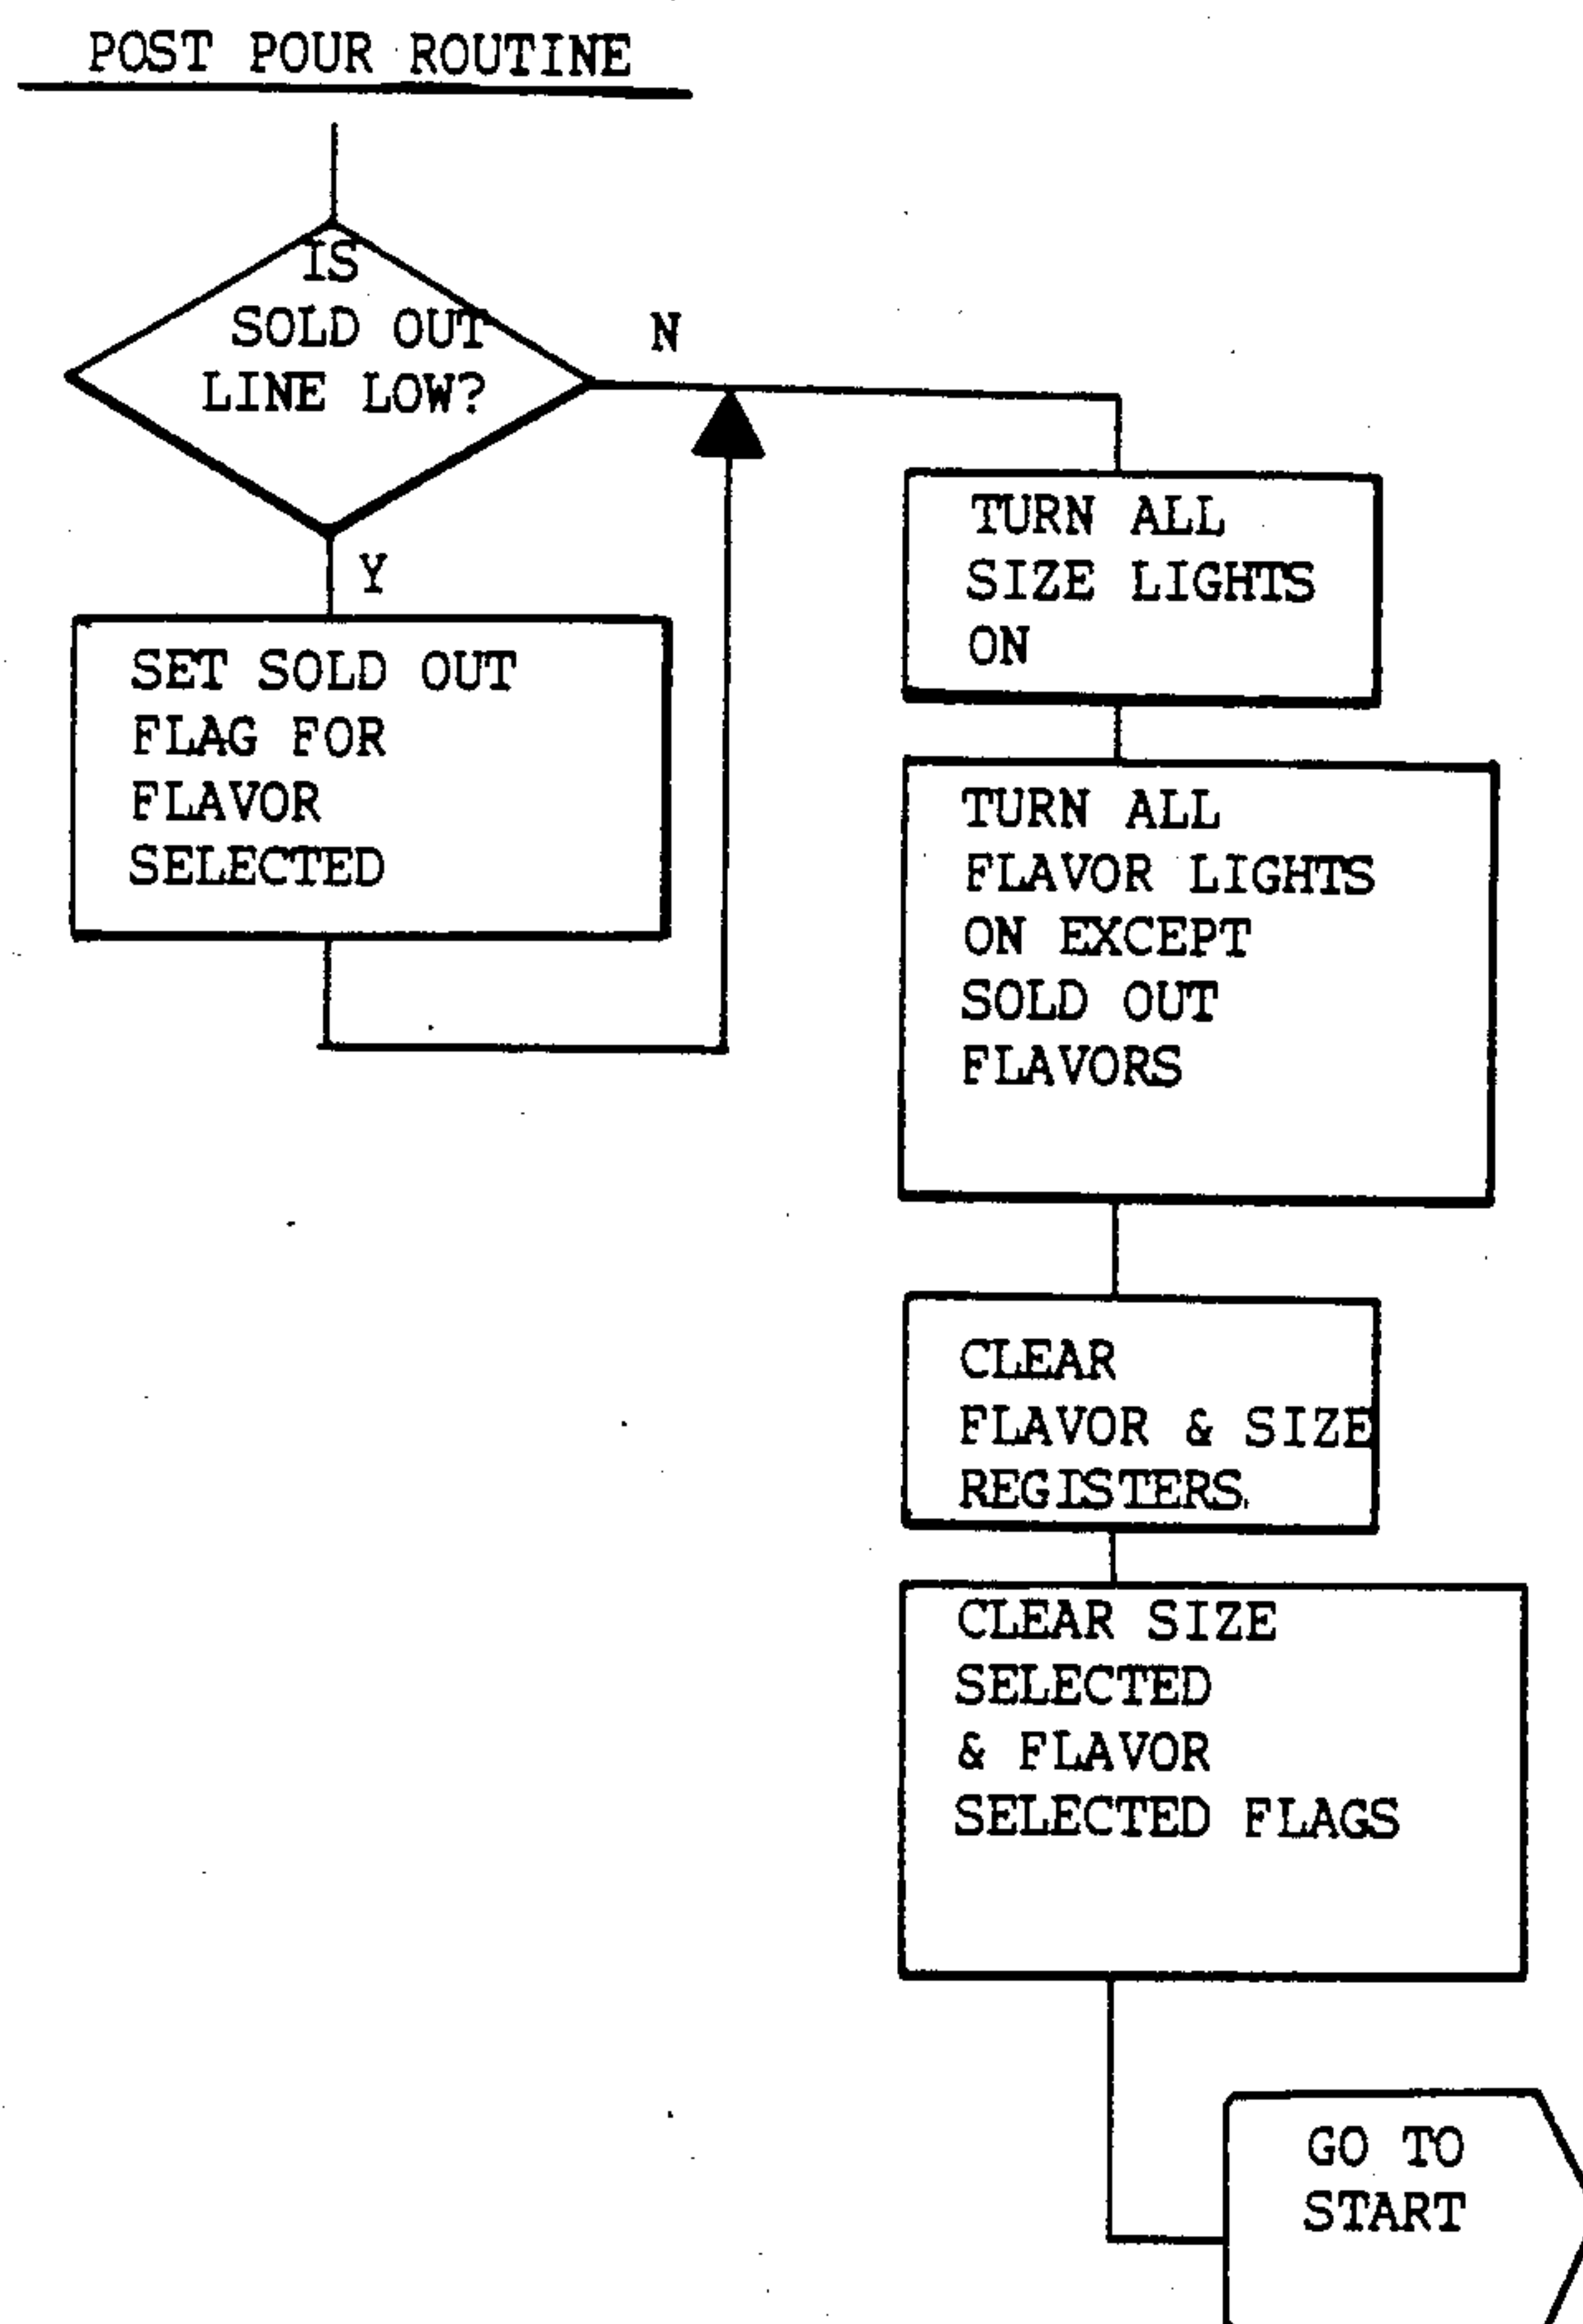 POST POUR ROUTINE
IS
SOLD OUT
LINE LOW?
N
Y
SET SOLD OUT
FLAG FOR
FLAVOR
SELECTED
TURN ALL
SIZE LIGHTS
ON
TURN ALL
FLAVOR LIGHTS
ON EXCEPT
SOLD OUT
FLAVORS
CLEAR
FLAVOR & SIZE
REGISTERS
CLEAR SIZE
SELECTED
& FLAVOR
SELECTED FLAGS
GO TO
START